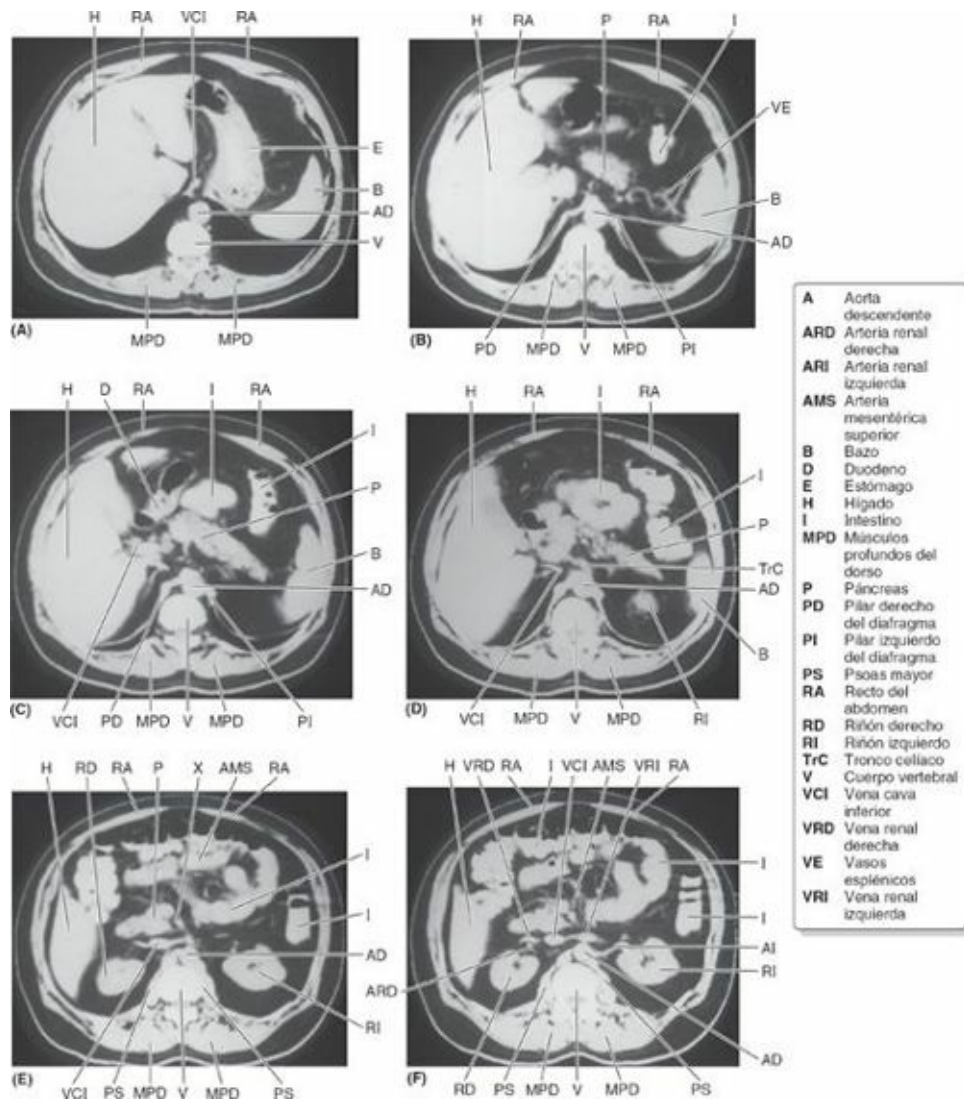 H RA VCI RA
E
B
AD
V
(A)
MPD MPD
H RA P RA I
VE
B
AD
(B)
PD MPD V MPD PI
H D RA I RA
I
P
B
AD
(C)
VCI PD MPD V MPD PI
H RA I RA
I
P
TrC
AD
B
(D)
VCI MPD V MPD RI
H RD RA P X AMS RA
I
I
AD
RI
(E)
VCI PS MPD V MPD PS
H VRD RA I VCI AMS VRI RA
I
I
AI
RI
ARD
AD
(F)
RD PS MPD V MPD PS
A Aorta
descendente
ARD Arteria renal
derecha
ARI Arteria renal
izquierda
AMS Arteria
mesentérica
superior
B Bazo
D Duodeno
E Estómago
H Hígado
I Intestino
MPD Músculos
profundos del
dorso
P Páncreas
PD Pilar derecho
del diafragma
PI Pilar izquierdo
del diafragma
PS Psoas mayor
RA Recto del
abdomen
RD Riñón derecho
RI Riñón izquierdo
TrC Tronco celíaco
V Cuerpo vertebral
VCI Vena cava
inferior
VRD Vena renal
derecha
VE Vasos
esplénicos
VRI Vena renal
izquierda